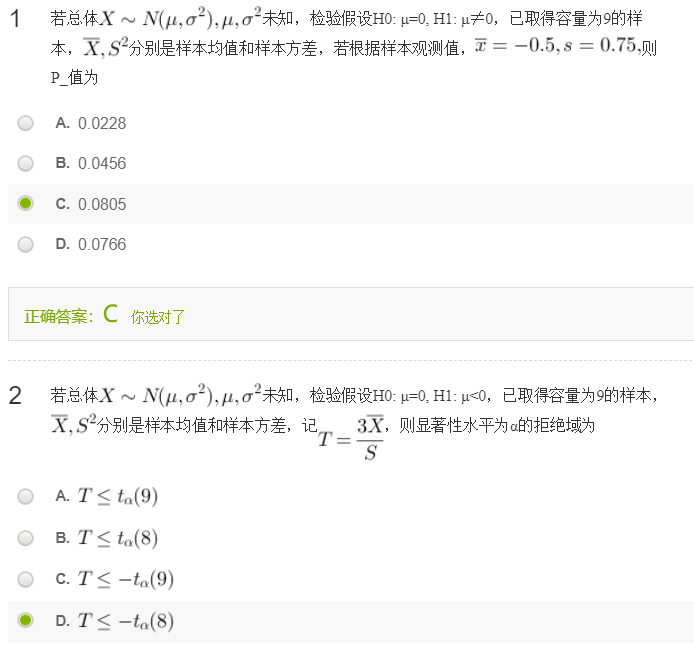 1 若总体X ∼ N(μ,σ²),μ,σ²未知，检验假设H0: μ=0, H1: μ≠0，已取得容量为9的样
本，X̅,S²分别是样本均值和样本方差，若根据样本观测值，x̅ = −0.5,s = 0.75,则
P_值为
A. 0.0228
B. 0.0456
C. 0.0805
D. 0.0766
正确答案：C 你选对了
2 若总体X ∼ N(μ,σ²),μ,σ²未知，检验假设H0: μ=0, H1: μ<0，已取得容量为9的样本，
X̅,S²分别是样本均值和样本方差，记T = 3X̅/S，则显著性水平为α的拒绝域为
A. T ≤ tα(9)
B. T ≤ tα(8)
C. T ≤ −tα(9)
D. T ≤ −tα(8)